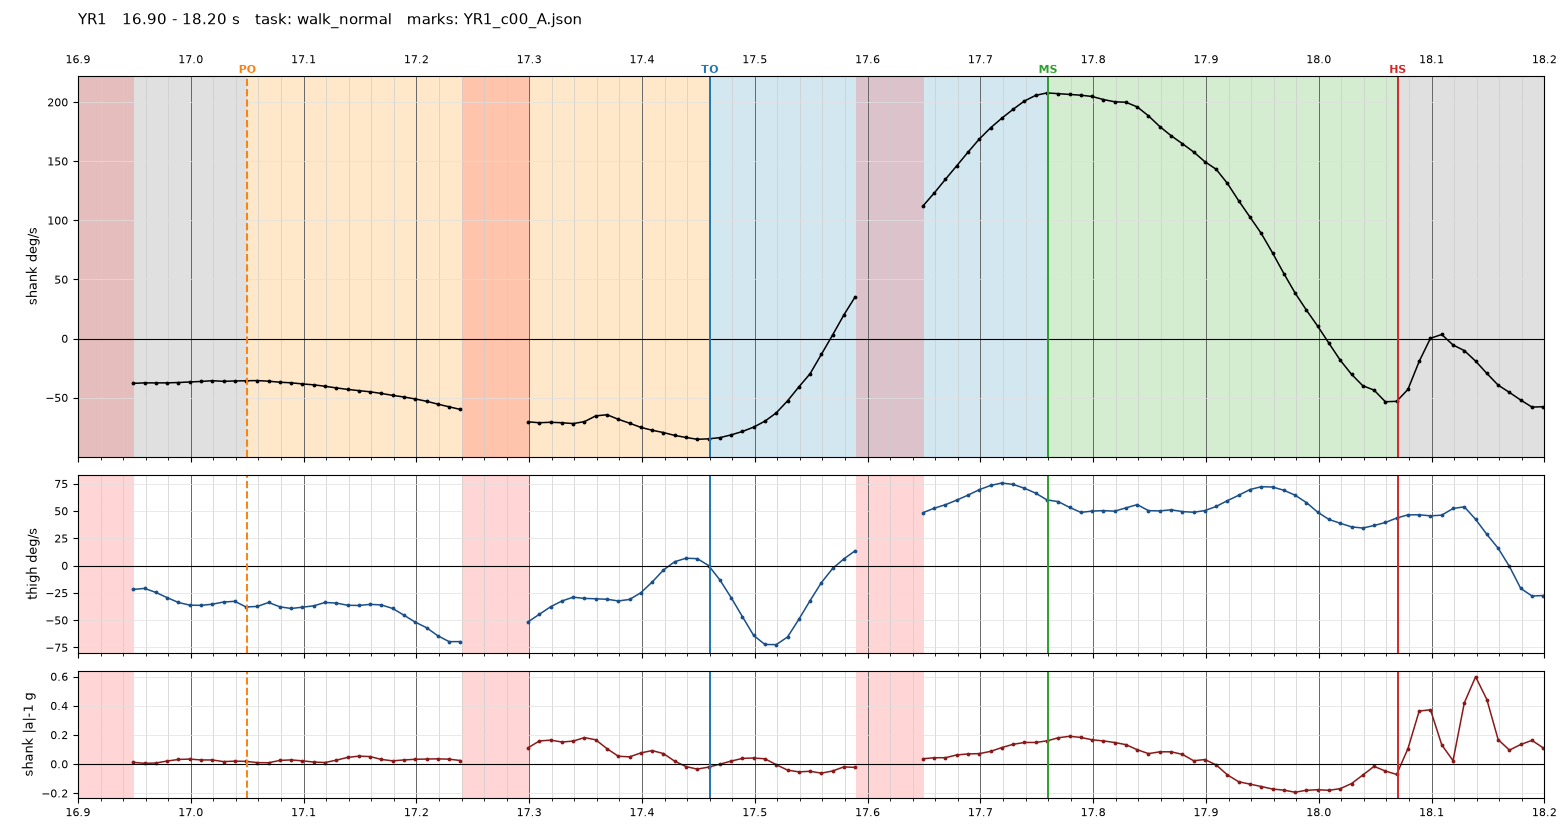 YR1   16.90 - 18.20 s   task: walk_normal   marks: YR1_c00_A.json
16.9 17.0 17.1 17.2 17.3 17.4 17.5 17.6 17.7 17.8 17.9 18.0 18.1 18.2
PO TO MS HS
200
150
100
50
0
−50
shank deg/s
75
50
25
0
−25
−50
−75
thigh deg/s
0.6
0.4
0.2
0.0
−0.2
shank |a|-1 g
16.9 17.0 17.1 17.2 17.3 17.4 17.5 17.6 17.7 17.8 17.9 18.0 18.1 18.2